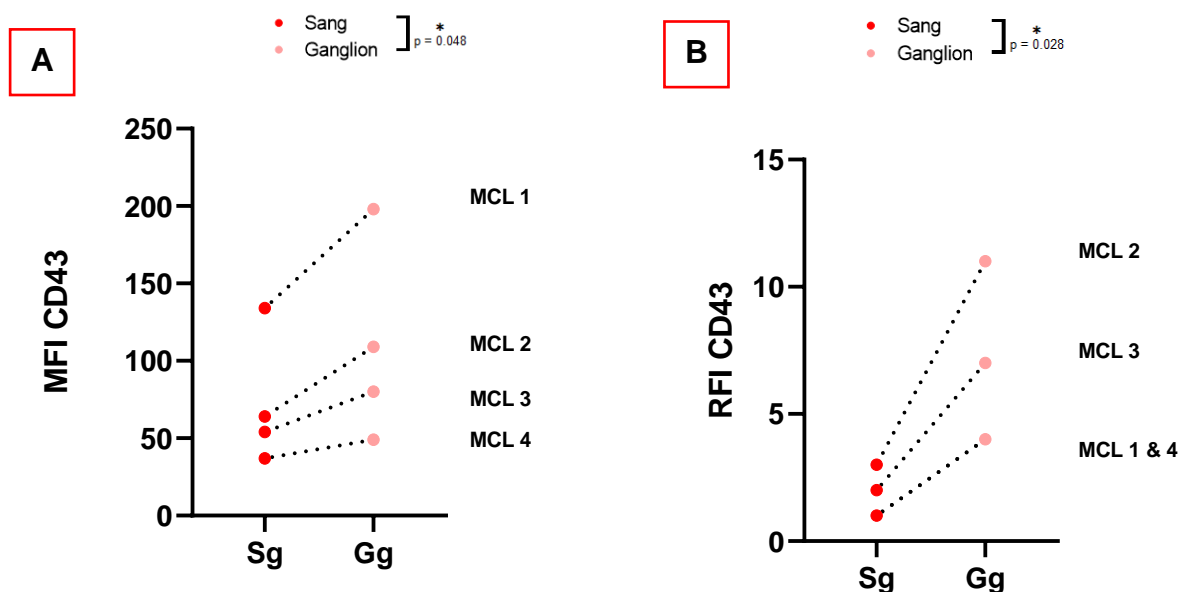 A
Sang
Ganglion
*
p = 0.048
MFI CD43
250
200
150
100
50
0
Sg
Gg
MCL 1
MCL 2
MCL 3
MCL 4
B
Sang
Ganglion
*
p = 0.028
RFI CD43
15
10
5
0
Sg
Gg
MCL 2
MCL 3
MCL 1 & 4